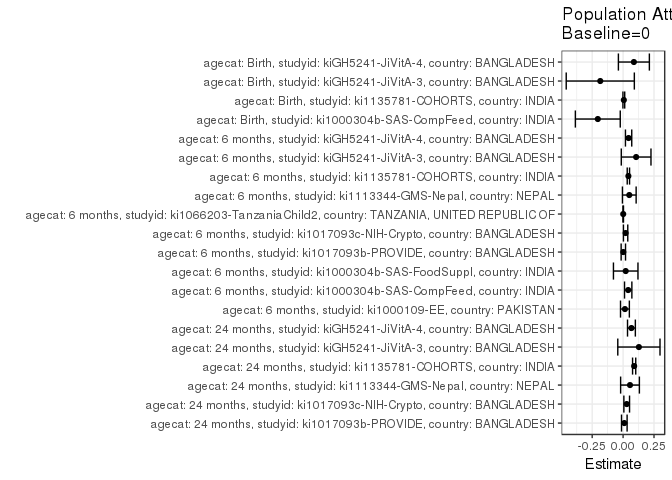 Population Att
Baseline=0
agecat: Birth, studyid: kiGH5241-JiVitA-4, country: BANGLADESH
agecat: Birth, studyid: kiGH5241-JiVitA-3, country: BANGLADESH
agecat: Birth, studyid: ki1135781-COHORTS, country: INDIA
agecat: Birth, studyid: ki1000304b-SAS-CompFeed, country: INDIA
agecat: 6 months, studyid: kiGH5241-JiVitA-4, country: BANGLADESH
agecat: 6 months, studyid: kiGH5241-JiVitA-3, country: BANGLADESH
agecat: 6 months, studyid: ki1135781-COHORTS, country: INDIA
agecat: 6 months, studyid: ki1113344-GMS-Nepal, country: NEPAL
agecat: 6 months, studyid: ki1066203-TanzaniaChild2, country: TANZANIA, UNITED REPUBLIC OF
agecat: 6 months, studyid: ki1017093c-NIH-Crypto, country: BANGLADESH
agecat: 6 months, studyid: ki1017093b-PROVIDE, country: BANGLADESH
agecat: 6 months, studyid: ki1000304b-SAS-FoodSuppl, country: INDIA
agecat: 6 months, studyid: ki1000304b-SAS-CompFeed, country: INDIA
agecat: 6 months, studyid: ki1000109-EE, country: PAKISTAN
agecat: 24 months, studyid: kiGH5241-JiVitA-4, country: BANGLADESH
agecat: 24 months, studyid: kiGH5241-JiVitA-3, country: BANGLADESH
agecat: 24 months, studyid: ki1135781-COHORTS, country: INDIA
agecat: 24 months, studyid: ki1113344-GMS-Nepal, country: NEPAL
agecat: 24 months, studyid: ki1017093c-NIH-Crypto, country: BANGLADESH
agecat: 24 months, studyid: ki1017093b-PROVIDE, country: BANGLADESH
-0.25 0.00 0.25
Estimate